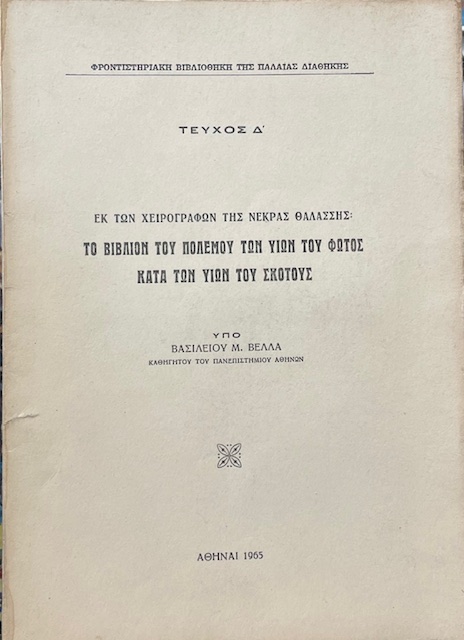 ΦΡΟΝΤΙΣΤΗΡΙΑΚΗ ΒΙΒΛΙΟΘΗΚΗ ΤΗΣ ΠΑΛΑΙΑΣ ΔΙΑΘΗΚΗΣ
ΤΕΥΧΟΣ Δ'
ΕΚ ΤΩΝ ΧΕΙΡΟΓΡΑΦΩΝ ΤΗΣ ΝΕΚΡΑΣ ΘΑΛΑΣΣΗΣ:
ΤΟ ΒΙΒΛΙΟΝ ΤΟΥ ΠΟΛΕΜΟΥ ΤΩΝ ΥΙΩΝ ΤΟΥ ΦΩΤΟΣ
ΚΑΤΑ ΤΩΝ ΥΙΩΝ ΤΟΥ ΣΚΟΤΟΥΣ
ΥΠΟ
ΒΑΣΙΛΕΙΟΥ Μ. ΒΕΛΛΑ
ΚΑΘΗΓΗΤΟΥ ΤΟΥ ΠΑΝΕΠΙΣΤΗΜΙΟΥ ΑΘΗΝΩΝ
ΑΘΗΝΑΙ 1965